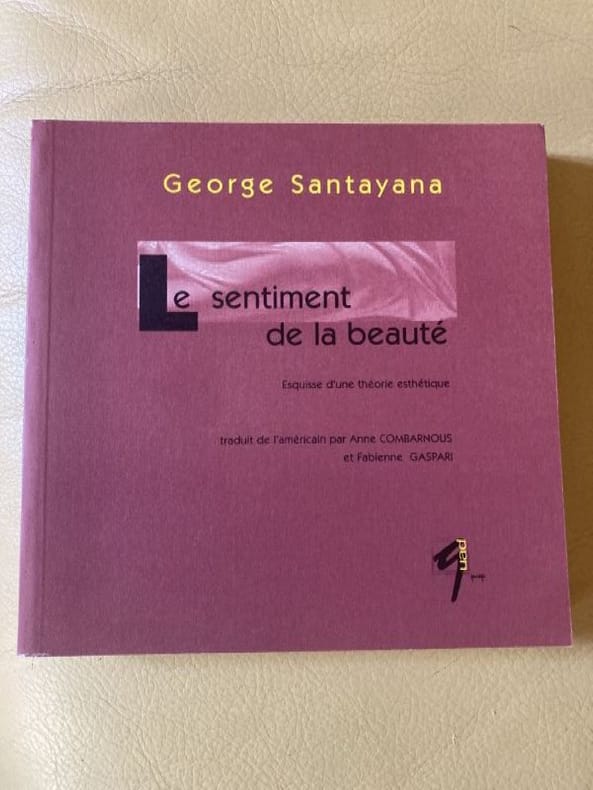 George Santayana
Le sentiment
de la beauté
Esquisse d'une théorie esthétique
traduit de l'américain par Anne COMBARNOUS
et Fabienne GASPARI
pen